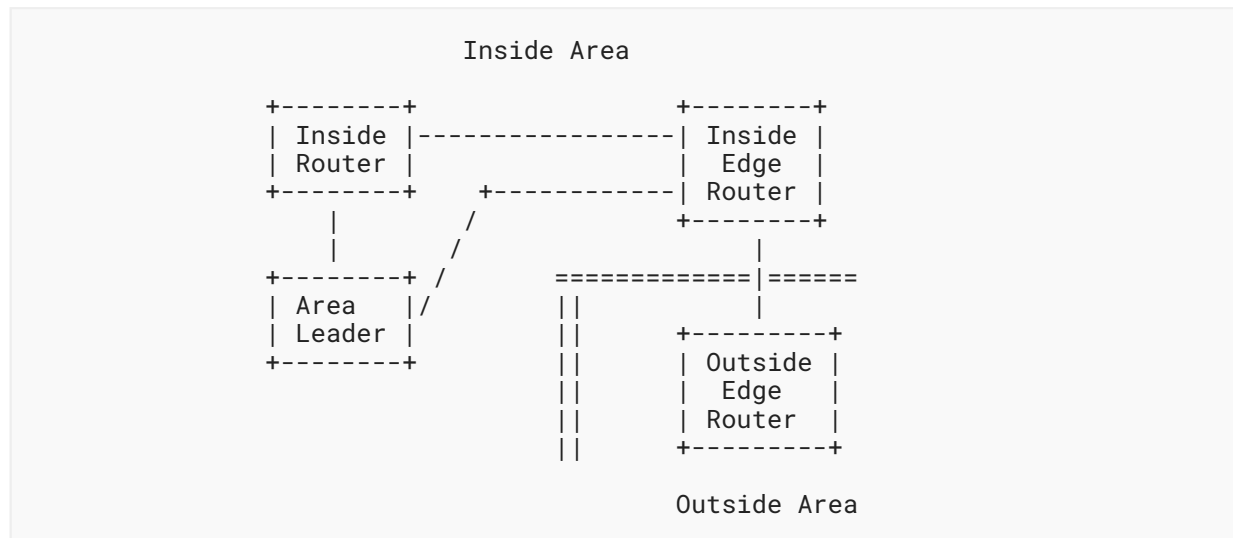 Inside Area
Inside
Router
Inside
Edge
Router
Area
Leader
Outside
Edge
Router
Outside Area